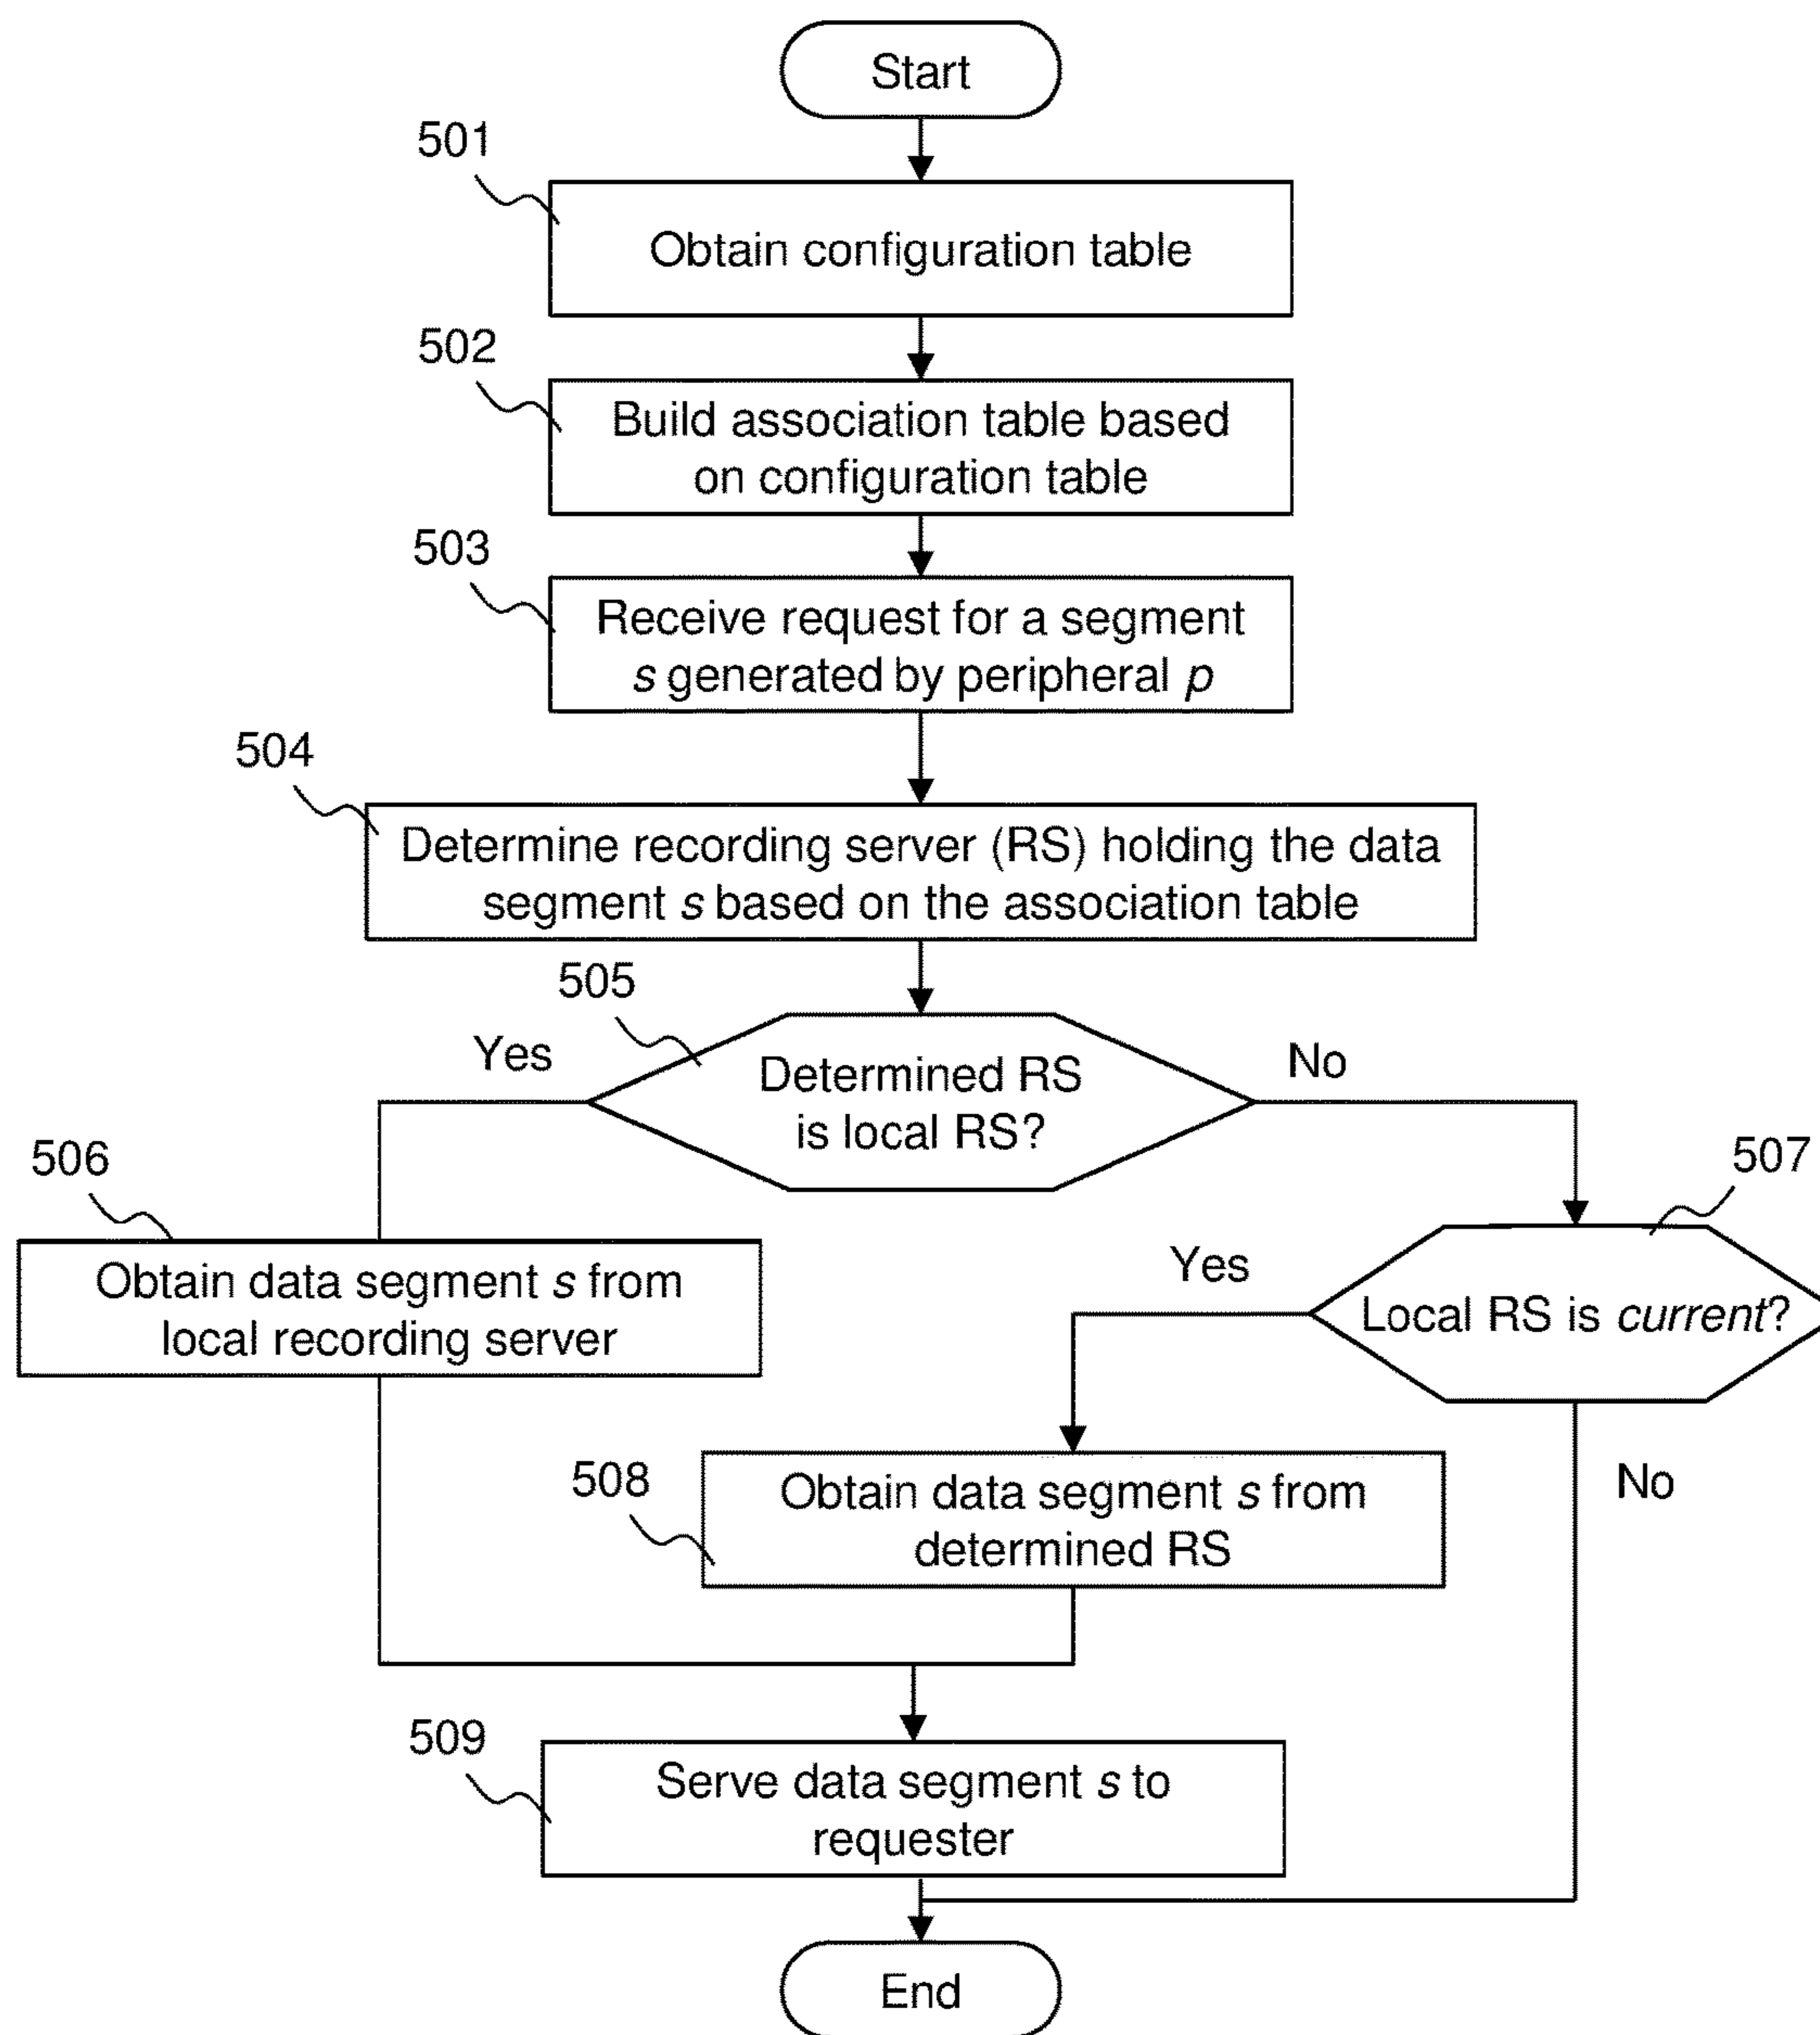 Start
501
Obtain configuration table
502
Build association table based
on configuration table
503
Receive request for a segment
s generated by peripheral p
504
Determine recording server (RS) holding the data
segment s based on the association table
505
Yes
No
Determined RS
is local RS?
506
507
Obtain data segment s from
local recording server
Yes
Local RS is current?
508
Obtain data segment s from
determined RS
No
509
Serve data segment s to
requester
End